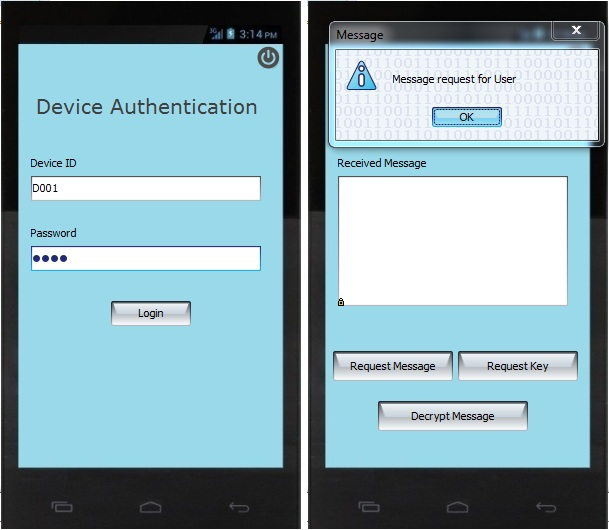 3G 3:14 PM
Device Authentication
Device ID
D001
Password
●●●●
Login
Message
Message request for User
OK
Received Message
Request Message
Request Key
Decrypt Message